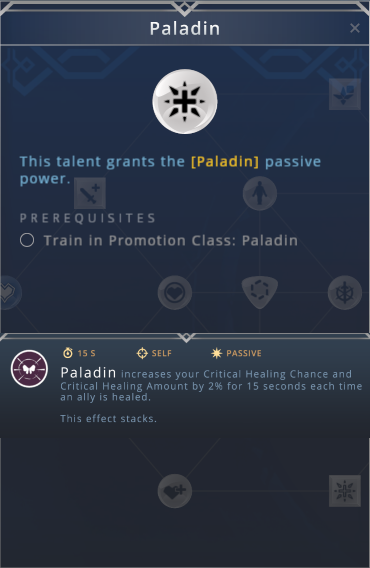 Paladin
This talent grants the [Paladin] passive
power.
PREREQUISITES
Train in Promotion Class: Paladin
15 S SELF PASSIVE
Paladin increases your Critical Healing Chance and
Critical Healing Amount by 2% for 15 seconds each time
an ally is healed.
This effect stacks.